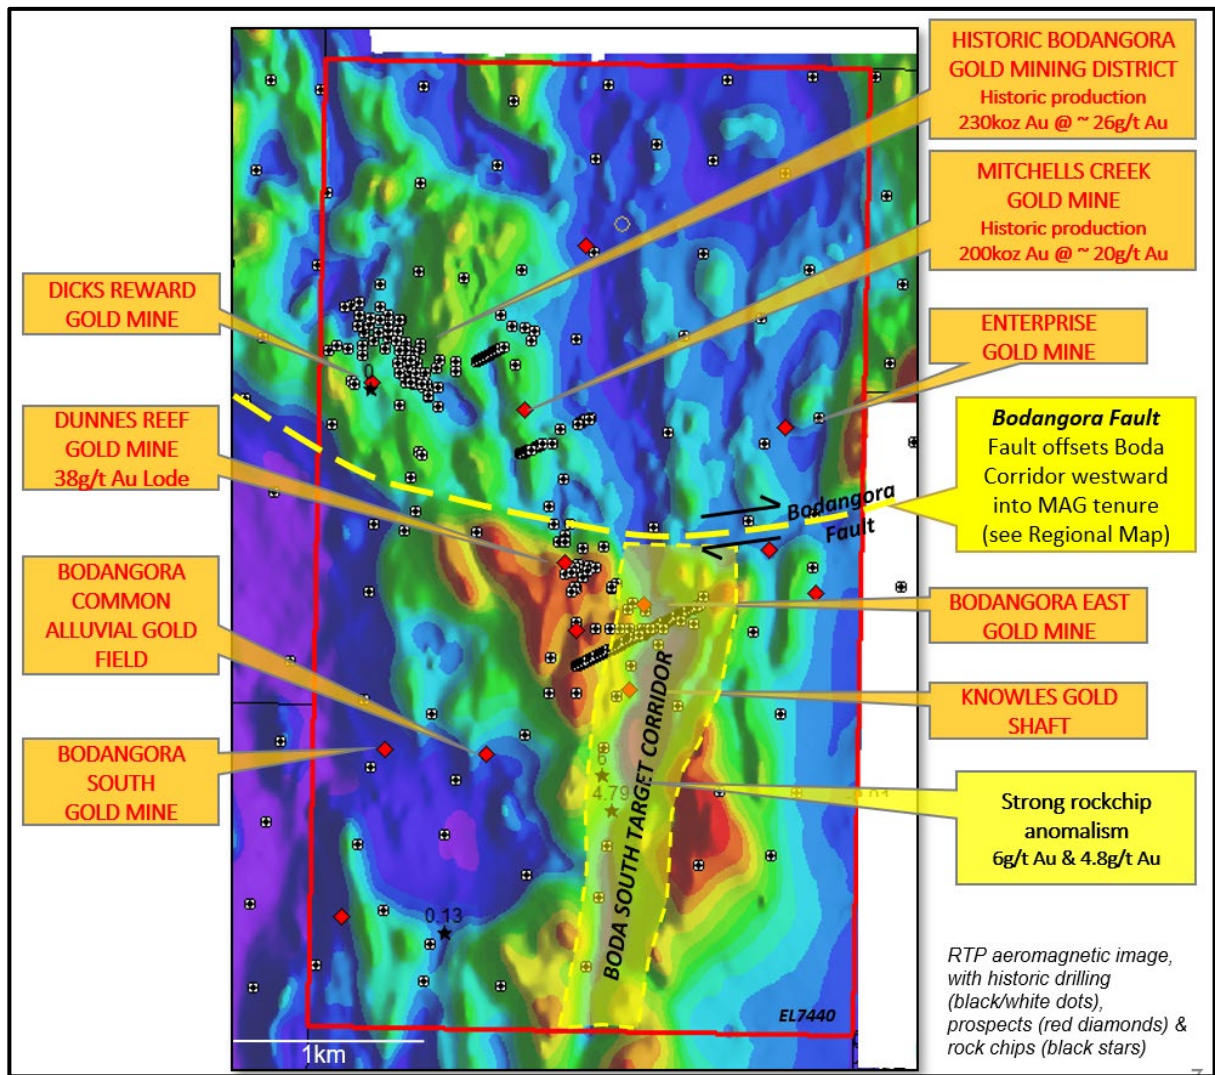 HISTORIC BODANGORA
GOLD MINING DISTRICT
Historic production
230koz Au @ ~ 26g/t Au
MITCHELLS CREEK
GOLD MINE
Historic production
200koz Au @ ~ 20g/t Au
DICKS REWARD
GOLD MINE
ENTERPRISE
GOLD MINE
0
DUNNES REEF
GOLD MINE
38g/t Au Lode
Bodangora Fault
Fault offsets Boda
Corridor westward
into MAG tenure
(see Regional Map)
Bodangora
Fault
BODANGORA
COMMON
ALLUVIAL GOLD
FIELD
BODANGORA EAST
GOLD MINE
KNOWLES GOLD
SHAFT
BODANGORA
SOUTH
GOLD MINE
BODA SOUTH TARGET CORRIDOR
6
4.79
Strong rockchip
anomalism
6g/t Au & 4.8g/t Au
0.13
RTP aeromagnetic image,
with historic drilling
(black/white dots),
prospects (red diamonds) &
rock chips (black stars)
EL7440
1km